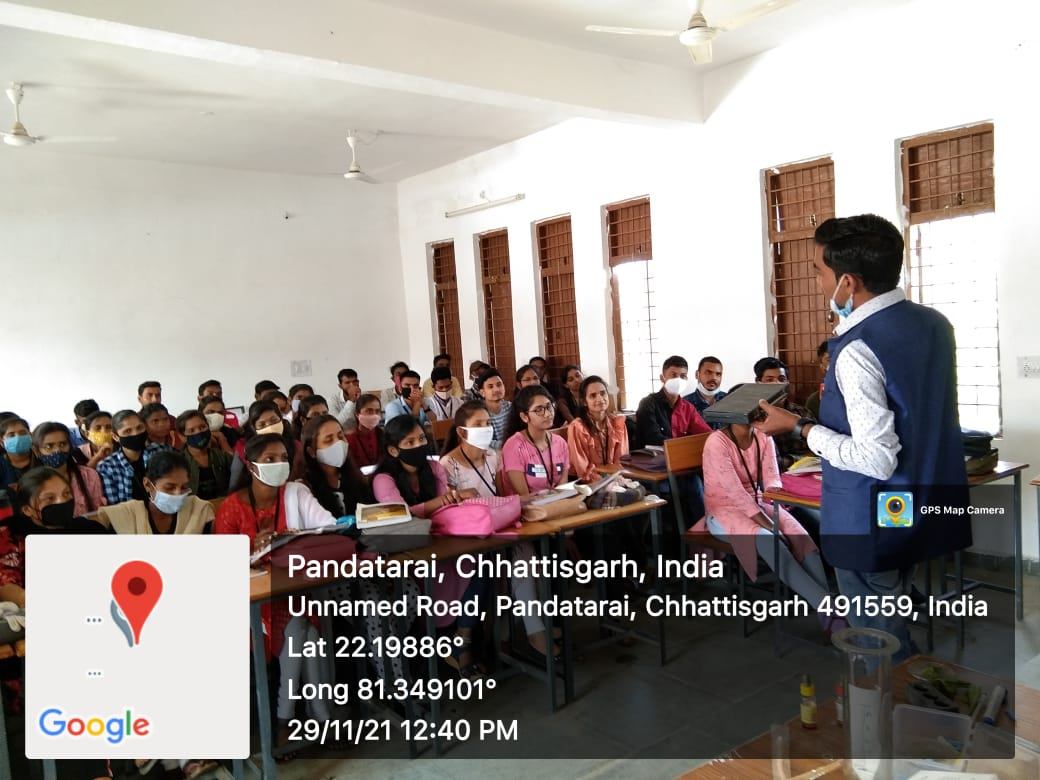 GPS Map Camera
Pandatarai, Chhattisgarh, India
Unnamed Road, Pandatarai, Chhattisgarh 491559, India
Lat 22.19886°
Long 81.349101°
29/11/21 12:40 PM
Google